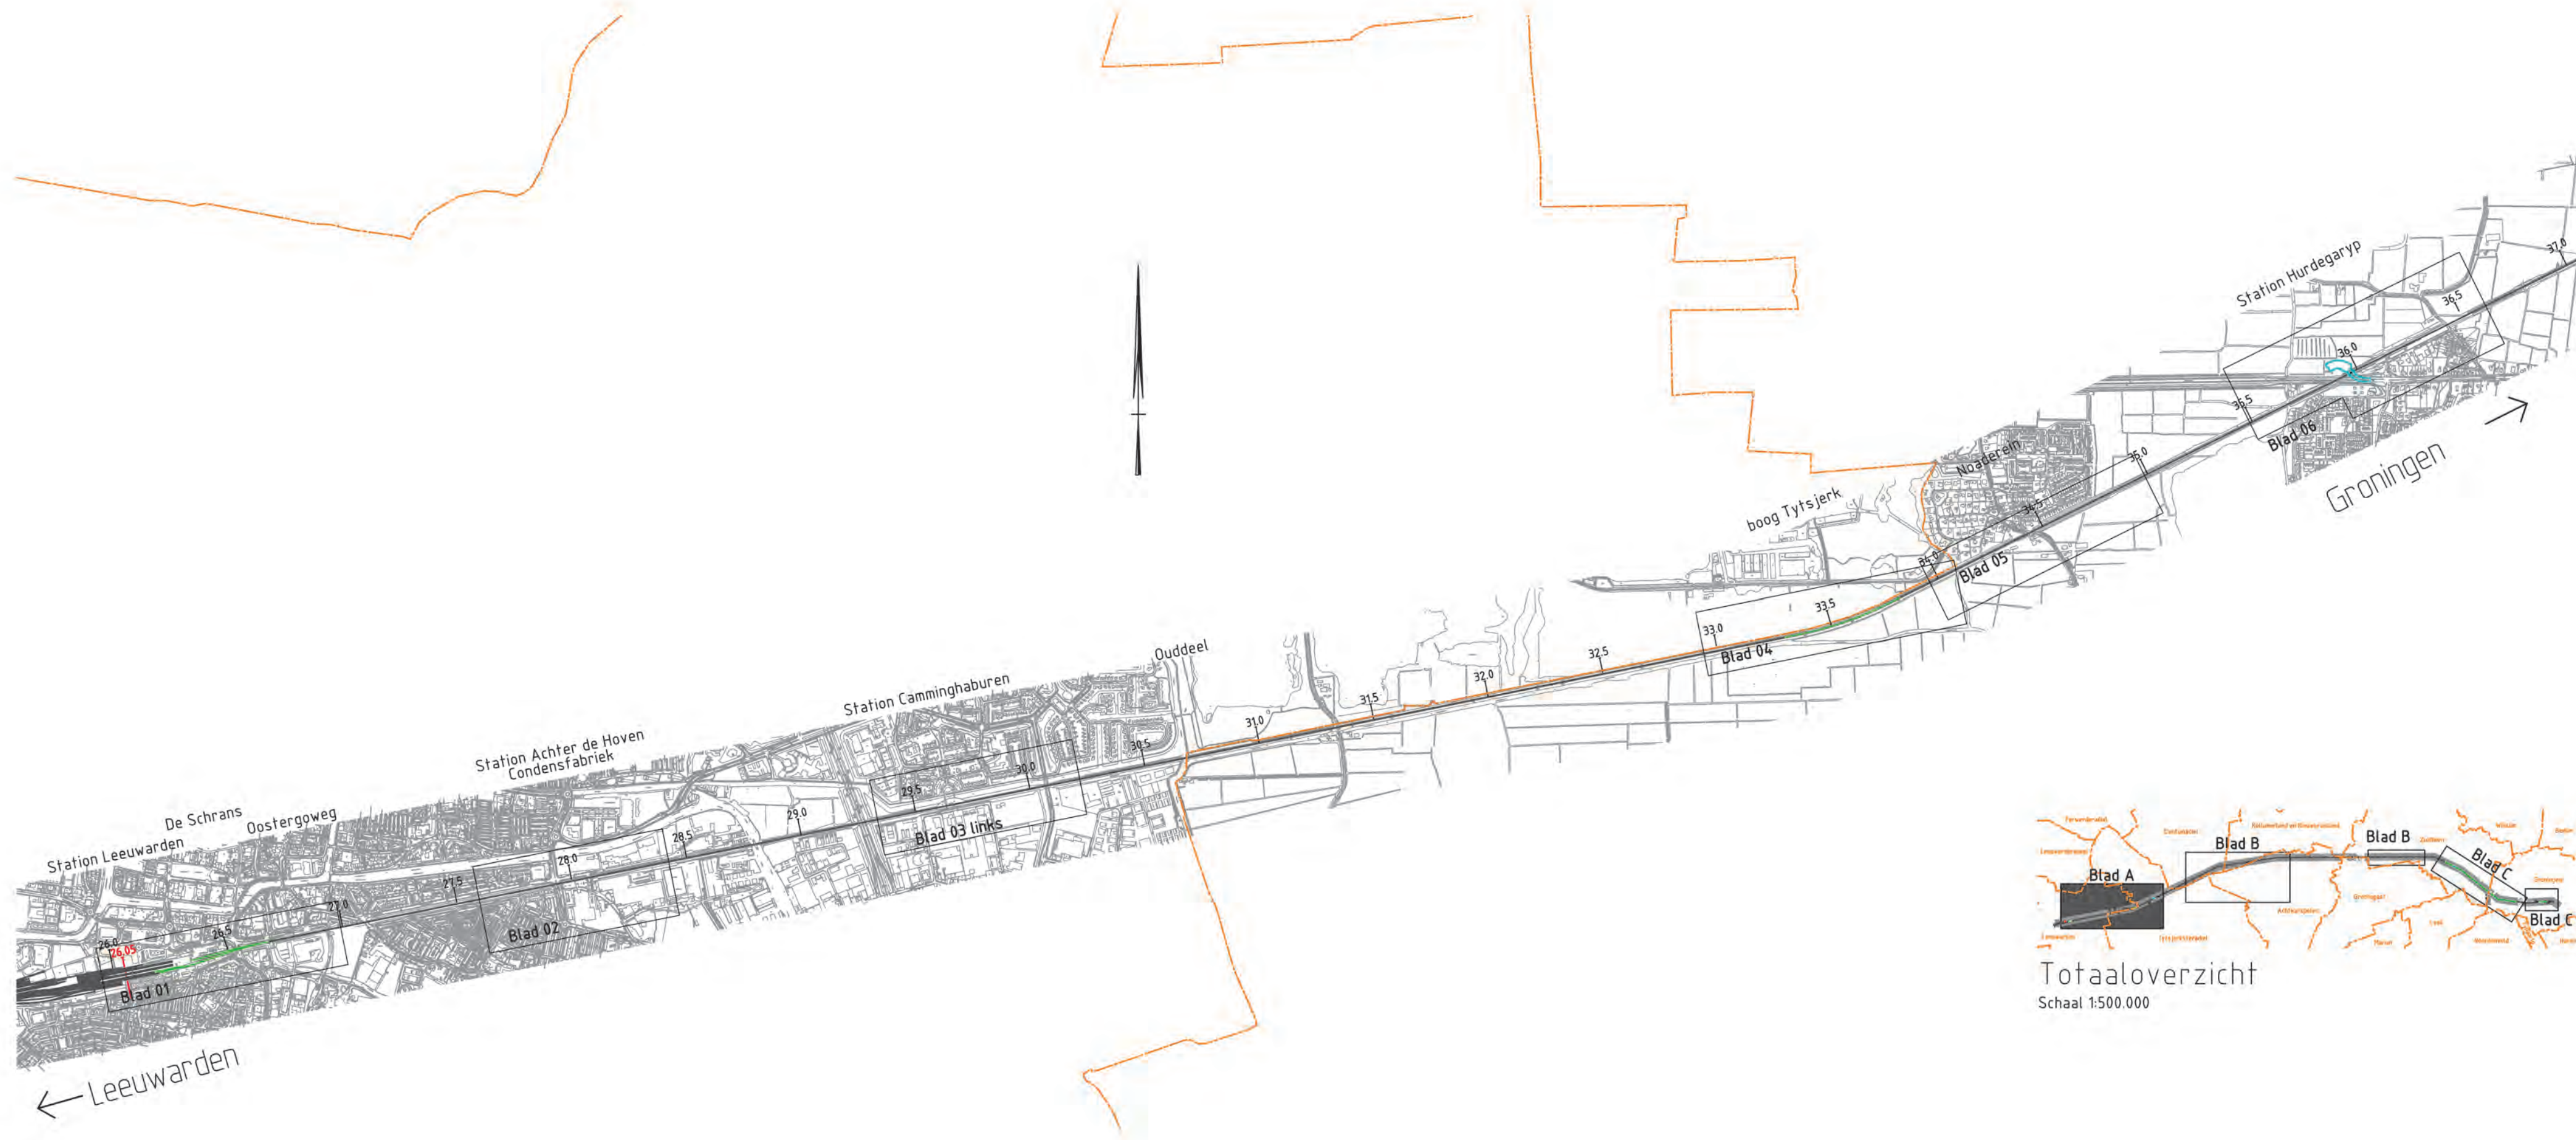 Station Leeuwarden
De Schrans
Oostergoweg
Station Achter de Hoven
Condensfabriek
Station Camminghaburen
Ouddeel
boog Tytsjerk
Noaderein
Station Hurdegaryp
26.0
26.05
26.5
27.0
27.5
28.0
28.5
29.0
29.5
30.0
30.5
31.0
31.5
32.0
32.5
33.0
33.5
34.0
34.5
35.0
35.5
36.0
36.5
37.0
Blad 01
Blad 02
Blad 03 links
Blad 04
Blad 05
Blad 06
Leeuwarden
Groningen
Blad A
Blad B
Blad B
Blad C
Blad C
Totaaloverzicht
Schaal 1:500.000